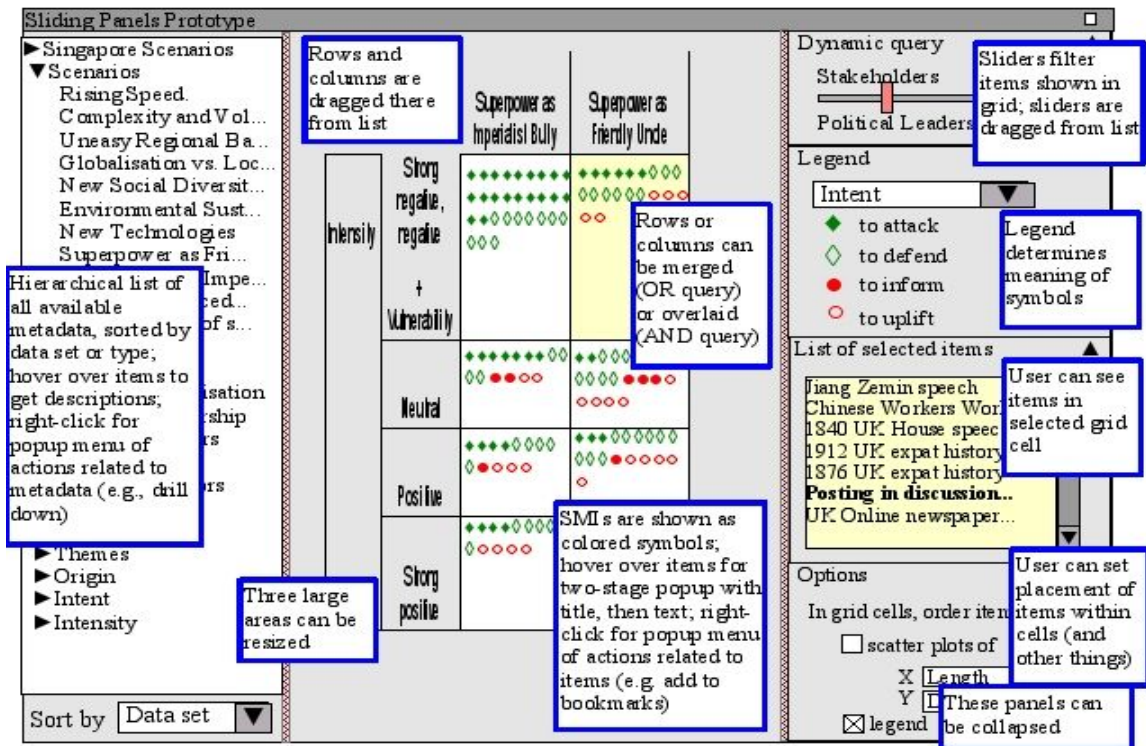 Sliding Panels Prototype
Singapore Scenarios
Scenarios
Rising Speed.
Complexity and Vol...
Uneasy Regional Ba...
Globalisation vs. Loc...
New Social Diversit...
Environmental Sust...
New Technologies
Superpower as Fri...
Impe...
ced...
of s...
isation
rship
rs
ors
Themes
Origin
Intent
Intensity
Sort by
Data set
Hierarchical list of
all available
metadata, sorted by
data set or type;
hover over items to
get descriptions;
right-click for
popup menu of
actions related to
metadata (e.g., drill
down)
Rows and
columns are
dragged there
from list
Superpower as
Imperialist Bully
Superpower as
Friendly Uncle
Intensity
Strong
negative,
negative
+
Vulnerability
Neutral
Positive
Strong
positive
Rows or
columns can
be merged
(OR query)
or overlaid
(AND query)
Three large
areas can be
resized
SMIs are shown as
colored symbols;
hover over items for
two-stage popup with
title, then text; right-
click for popup menu
of actions related to
items (e.g. add to
bookmarks)
Dynamic query
Stakeholders
Political Leaders
Sliders filter
items shown in
grid; sliders are
dragged from list
Legend
Intent
to attack
to defend
to inform
to uplift
Legend
determines
meaning of
symbols
List of selected items
Jiang Zemin speech
Chinese Workers Wor
1840 UK House speec
1912 UK expat history
1876 UK expat history
Posting in discussion...
UK Online newspaper...
User can see
items in
selected grid
cell
Options
In grid cells, order item
scatter plots of
X Length
Y
legend
User can set
placement of
items within
cells (and
other things)
These panels can
be collapsed